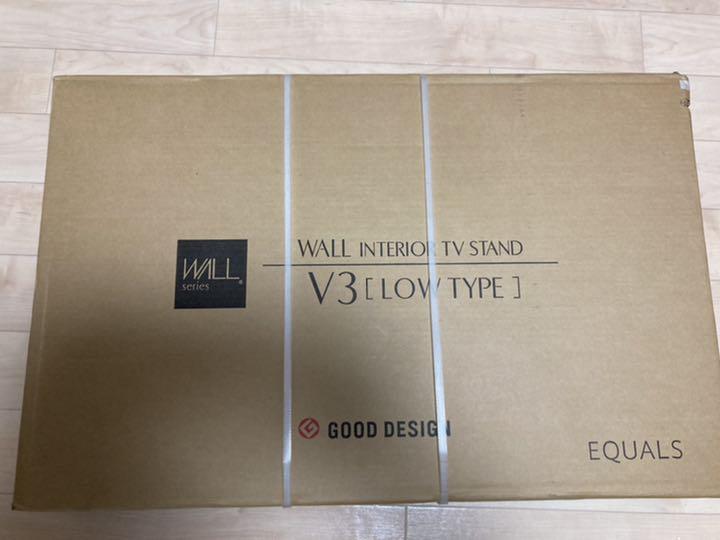 WALL
series
WALL INTERIOR TV STAND
V3 [ LOW TYPE ]
GOOD DESIGN
EQUALS